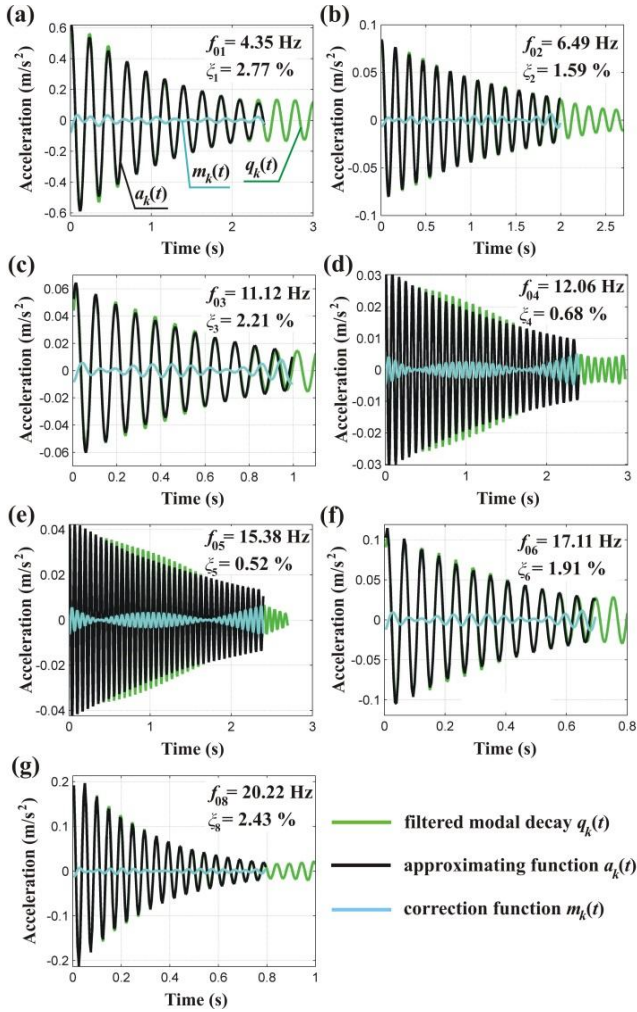 (a)
f01 = 4.35 Hz
ξ1 = 2.77 %
Acceleration (m/s²)
0.6
0.4
0.2
0
-0.2
-0.4
-0.6
ak(t)
mk(t)
qk(t)
0 1 2 3
Time (s)
(b)
f02 = 6.49 Hz
ξ2 = 1.59 %
Acceleration (m/s²)
0.1
0.05
0
-0.05
-0.1
0 0.5 1 1.5 2 2.5
Time (s)
(c)
f03 = 11.12 Hz
ξ3 = 2.21 %
Acceleration (m/s²)
0.06
0.04
0.02
0
-0.02
-0.04
-0.06
0 0.2 0.4 0.6 0.8 1
Time (s)
(d)
f04 = 12.06 Hz
ξ4 = 0.68 %
Acceleration (m/s²)
0.03
0.02
0.01
0
-0.01
-0.02
-0.03
0 1 2 3
Time (s)
(e)
f05 = 15.38 Hz
ξ5 = 0.52 %
Acceleration (m/s²)
0.04
0.02
0
-0.02
-0.04
0 1 2 3
Time (s)
(f)
f06 = 17.11 Hz
ξ6 = 1.91 %
Acceleration (m/s²)
0.1
0.05
0
-0.05
-0.1
0 0.2 0.4 0.6 0.8
Time (s)
(g)
f08 = 20.22 Hz
ξ8 = 2.43 %
Acceleration (m/s²)
0.2
0.1
0
-0.1
-0.2
0 0.2 0.4 0.6 0.8 1
Time (s)
filtered modal decay qk(t)
approximating function ak(t)
correction function mk(t)